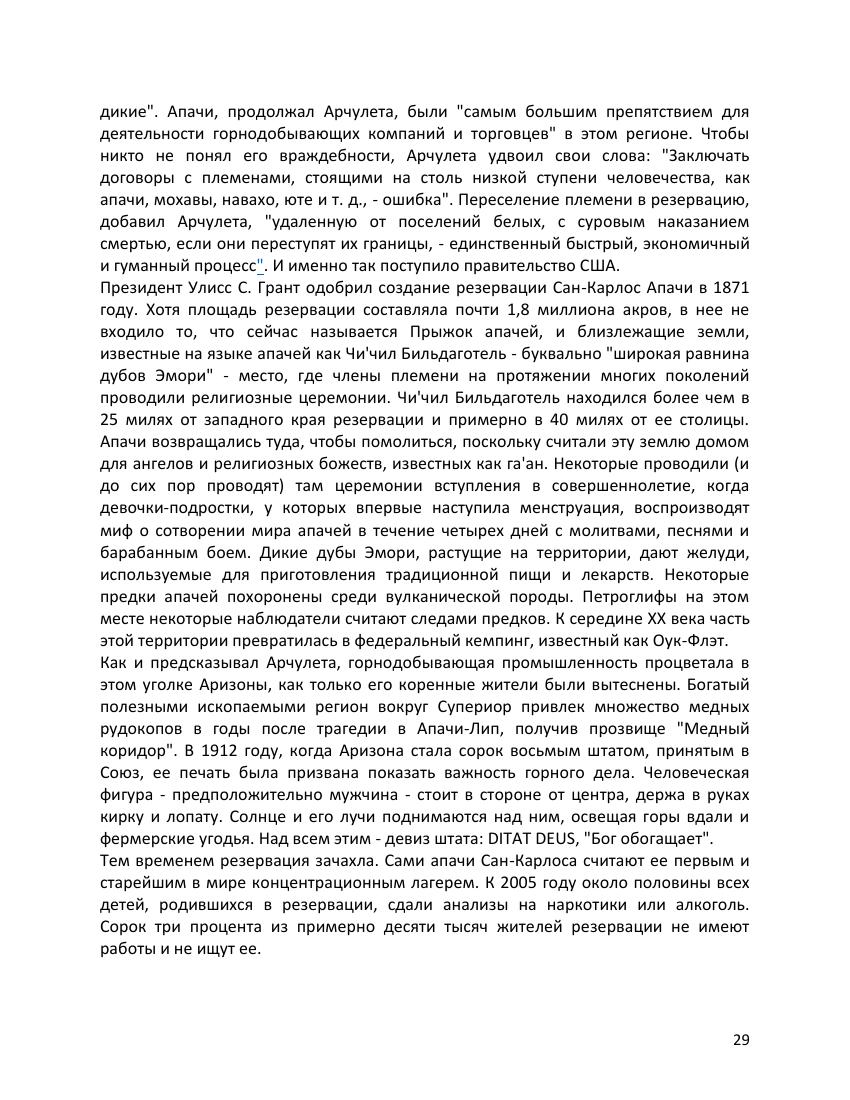 дикие". Апачи, продолжал Арчулета, были "самым большим препятствием для
деятельности горнодобывающих компаний и торговцев" в этом регионе. Чтобы
никто не понял его враждебности, Арчулета удвоил свои слова: "Заключать
договоры с племенами, стоящими на столь низкой ступени человечества, как
апачи, мохавы, навахо, юте и т. д., - ошибка". Переселение племени в резервацию,
добавил Арчулета, "удаленную от поселений белых, с суровым наказанием
смертью, если они переступят их границы, - единственный быстрый, экономичный
и гуманный процесс". И именно так поступило правительство США.
Президент Улисс С. Грант одобрил создание резервации Сан-Карлос Апачи в 1871
году. Хотя площадь резервации составляла почти 1,8 миллиона акров, в нее не
входило то, что сейчас называется Прыжок апачей, и близлежащие земли,
известные на языке апачей как Чи'чил Бильдаготель - буквально "широкая равнина
дубов Эмори" - место, где члены племени на протяжении многих поколений
проводили религиозные церемонии. Чи'чил Бильдаготель находился более чем в
25 милях от западного края резервации и примерно в 40 милях от ее столицы.
Апачи возвращались туда, чтобы помолиться, поскольку считали эту землю домом
для ангелов и религиозных божеств, известных как га'ан. Некоторые проводили (и
до сих пор проводят) там церемонии вступления в совершеннолетие, когда
девочки-подростки, у которых впервые наступила менструация, воспроизводят
миф о сотворении мира апачей в течение четырех дней с молитвами, песнями и
барабанным боем. Дикие дубы Эмори, растущие на территории, дают желуди,
используемые для приготовления традиционной пищи и лекарств. Некоторые
предки апачей похоронены среди вулканической породы. Петроглифы на этом
месте некоторые наблюдатели считают следами предков. К середине XX века часть
этой территории превратилась в федеральный кемпинг, известный как Оук-Флэт.
Как и предсказывал Арчулета, горнодобывающая промышленность процветала в
этом уголке Аризоны, как только его коренные жители были вытеснены. Богатый
полезными ископаемыми регион вокруг Супериор привлек множество медных
рудокопов в годы после трагедии в Апачи-Лип, получив прозвище "Медный
коридор". В 1912 году, когда Аризона стала сорок восьмым штатом, принятым в
Союз, ее печать была призвана показать важность горного дела. Человеческая
фигура - предположительно мужчина - стоит в стороне от центра, держа в руках
кирку и лопату. Солнце и его лучи поднимаются над ним, освещая горы вдали и
фермерские угодья. Над всем этим - девиз штата: DITAT DEUS, "Бог обогащает".
Тем временем резервация зачахла. Сами апачи Сан-Карлоса считают ее первым и
старейшим в мире концентрационным лагерем. К 2005 году около половины всех
детей, родившихся в резервации, сдали анализы на наркотики или алкоголь.
Сорок три процента из примерно десяти тысяч жителей резервации не имеют
работы и не ищут ее.
29